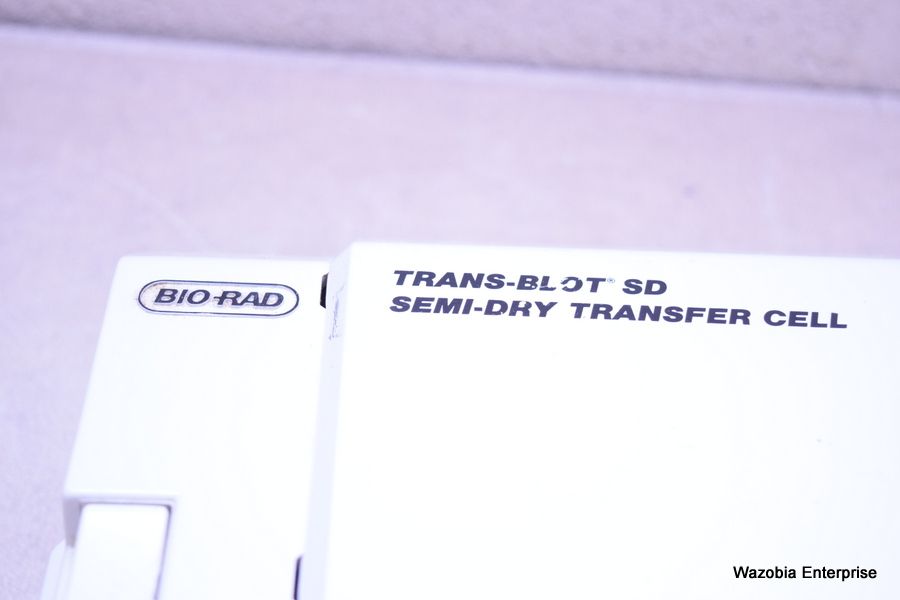 BIO-RAD
TRANS-BLOT® SD
SEMI-DRY TRANSFER CELL
Wazobia Enterprise